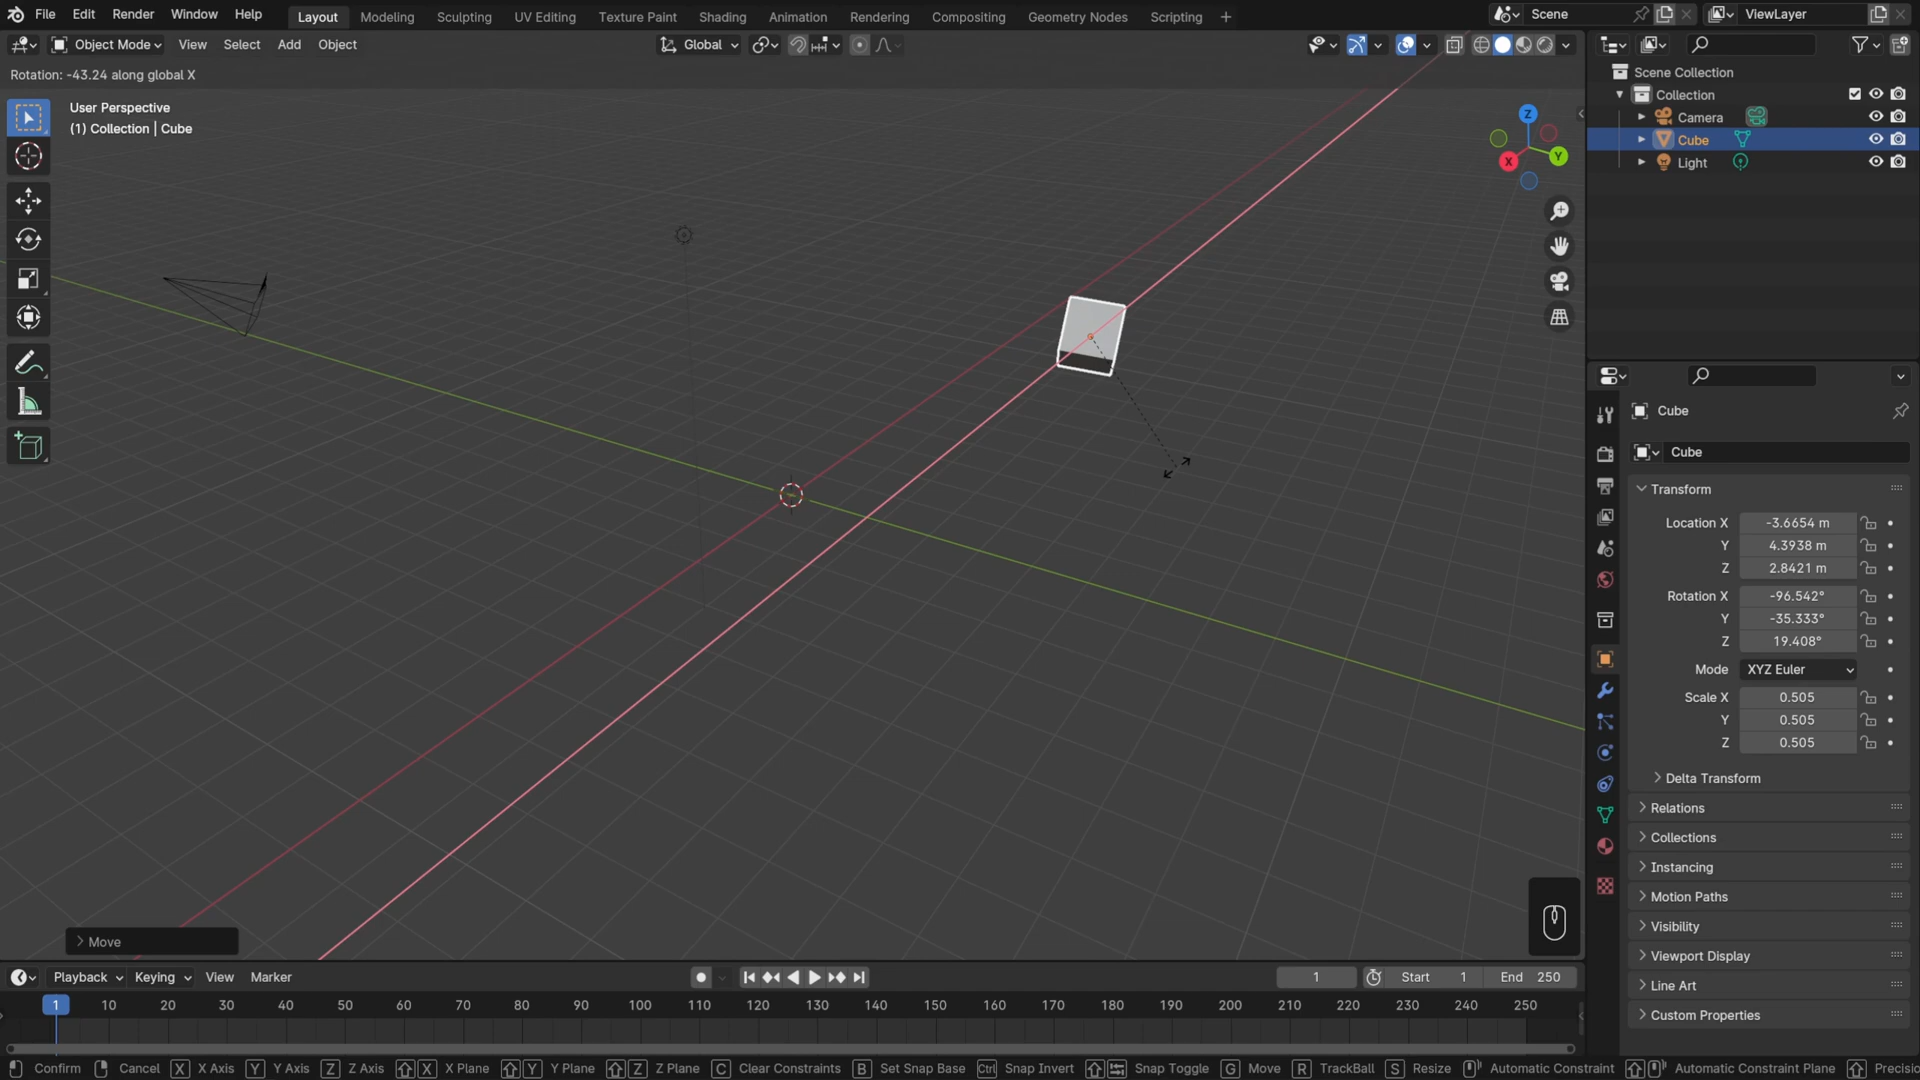 File Edit Render Window Help Layout Modeling Sculpting UV Editing Texture Paint Shading Animation Rendering Compositing Geometry Nodes Scripting + Scene ViewLayer
Object Mode View Select Add Object Global
Rotation: -43.24 along global X
User Perspective
(1) Collection | Cube
Z
Y
X
Scene Collection
Collection
Camera
Cube
Light
Cube
Cube
Transform
Location X -3.6654 m
Y 4.3938 m
Z 2.8421 m
Rotation X -96.542°
Y -35.333°
Z 19.408°
Mode XYZ Euler
Scale X 0.505
Y 0.505
Z 0.505
Delta Transform
Relations
Collections
Instancing
Motion Paths
Visibility
Viewport Display
Line Art
Custom Properties
Move
Playback Keying View Marker 1 Start 1 End 250
1 10 20 30 40 50 60 70 80 90 100 110 120 130 140 150 160 170 180 190 200 210 220 230 240 250
Confirm Cancel X X Axis Y Y Axis Z Z Axis X X Plane Y Y Plane Z Z Plane C Clear Constraints B Set Snap Base Ctrl Snap Invert Snap Toggle G Move R TrackBall S Resize Automatic Constraint Automatic Constraint Plane